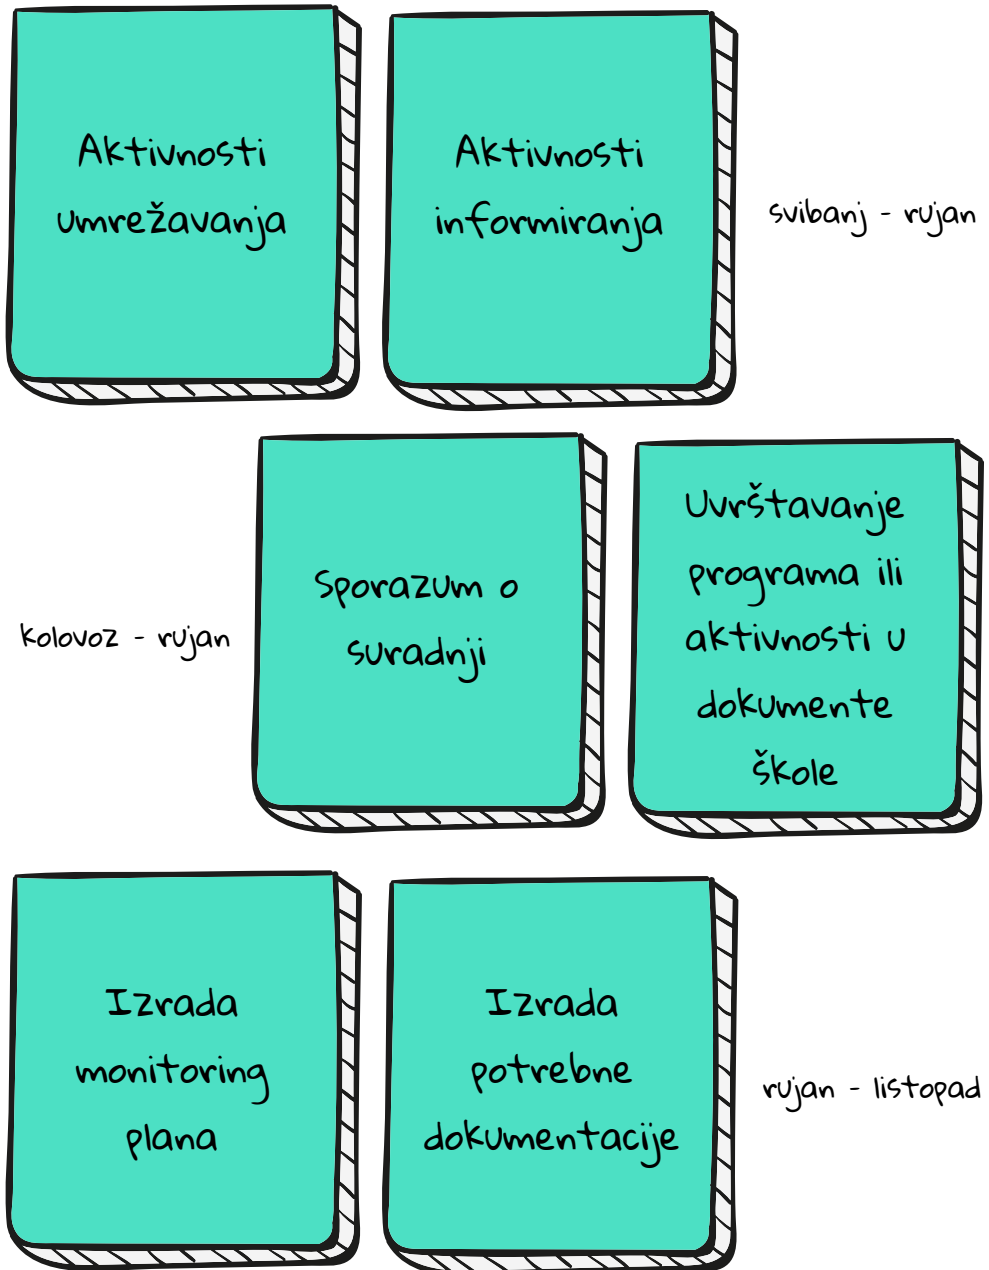 Aktivnosti
umrežavanja
Aktivnosti
informiranja
svibanj - rujan
kolovoz - rujan
Sporazum o
suradnji
Uvrštavanje
programa ili
aktivnosti u
dokumente
škole
Izrada
monitoring
plana
Izrada
potrebne
dokumentacije
rujan - listopad